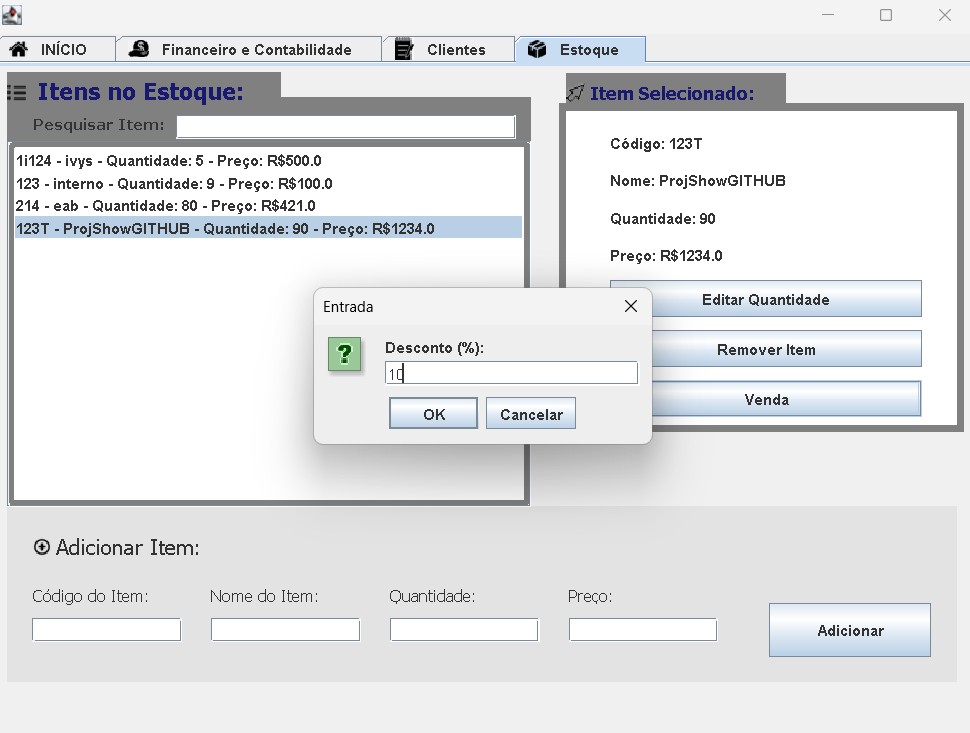 INÍCIO
Financeiro e Contabilidade
Clientes
Estoque
Itens no Estoque:
Pesquisar Item:
1i124 - ivys - Quantidade: 5 - Preço: R$500.0
123 - interno - Quantidade: 9 - Preço: R$100.0
214 - eab - Quantidade: 80 - Preço: R$421.0
123T - ProjShowGITHUB - Quantidade: 90 - Preço: R$1234.0
Item Selecionado:
Código: 123T
Nome: ProjShowGITHUB
Quantidade: 90
Preço: R$1234.0
Editar Quantidade
Remover Item
Venda
Entrada
?
Desconto (%):
10
OK
Cancelar
Adicionar Item:
Código do Item:
Nome do Item:
Quantidade:
Preço:
Adicionar